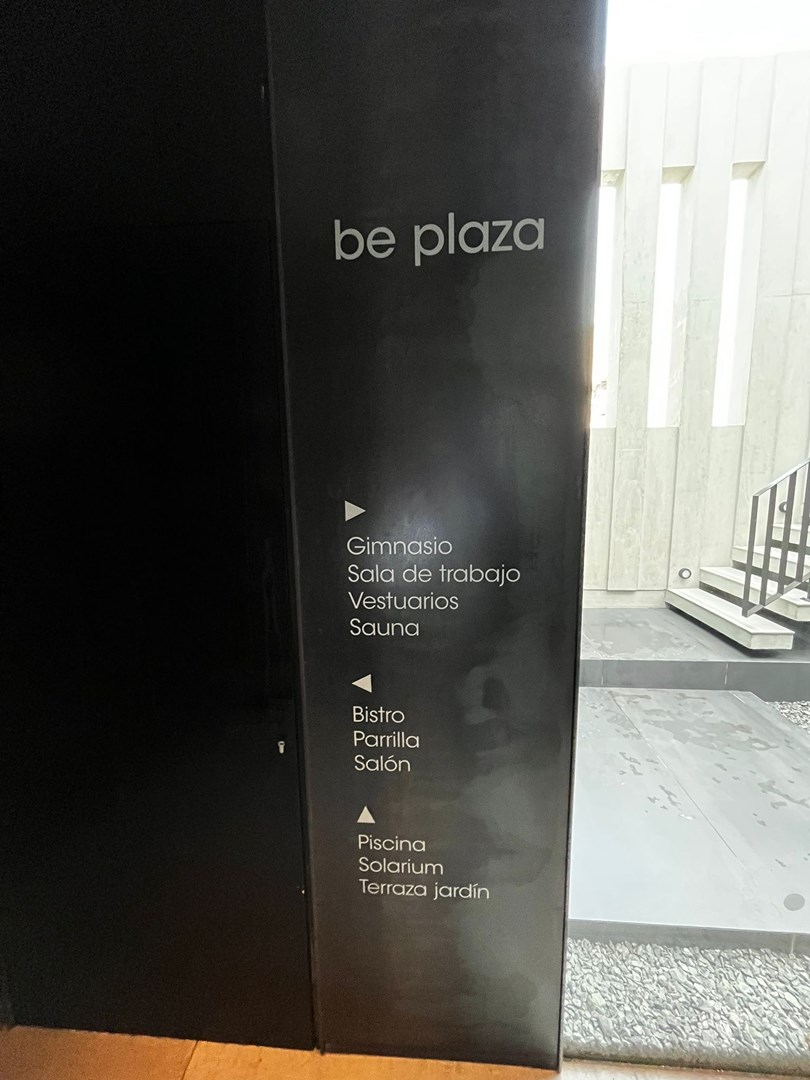 be plaza
Gimnasio
Sala de trabajo
Vestuarios
Sauna
Bistro
Parrilla
Salón
Piscina
Solarium
Terraza jardín